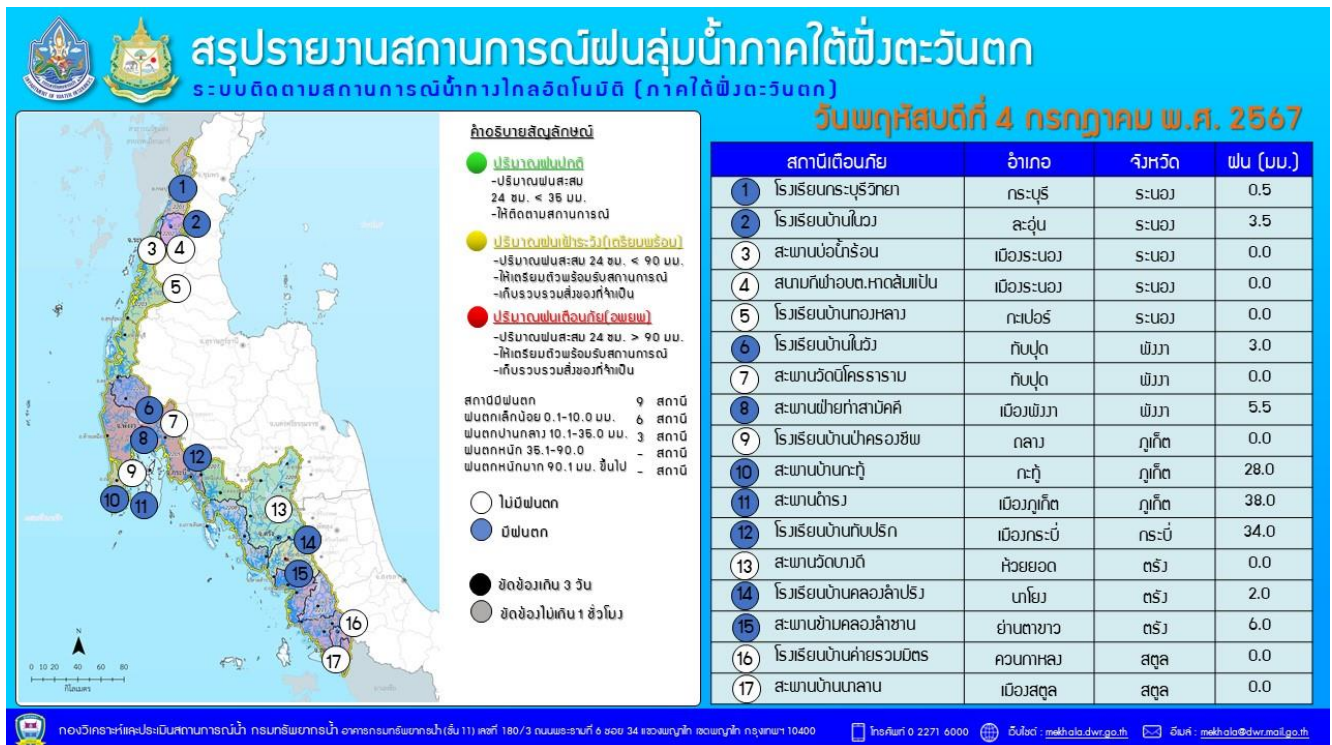 สรุปรายงานสถานการณ์ฝนลุ่มน้ำภาคใต้ฝั่งตะวันตก
ระบบติดตามสถานการณ์น้ำทางไกลอัตโนมัติ (ภาคใต้ฝั่งตะวันตก)
วันพฤหัสบดีที่ 4 กรกฎาคม พ.ศ. 2567
1
2
3 4
5
6
7
8
9
12
10 11
13
14
15
16
17
N
0 10 20 40 60 80
กิโลเมตร
คำอธิบายสัญลักษณ์
ปริมาณฝนปกติ
-ปริมาณฝนสะสม
24 ชม. < 35 มม.
-ให้ติดตามสถานการณ์
ปริมาณฝนเฝ้าระวัง(เตรียมพร้อม)
-ปริมาณฝนสะสม 24 ชม. < 90 มม.
-ให้เตรียมตัวพร้อมรับสถานการณ์
-เก็บรวบรวมสิ่งของที่จำเป็น
ปริมาณฝนเตือนภัย(อพยพ)
-ปริมาณฝนสะสม 24 ชม. > 90 มม.
-ให้เตรียมตัวพร้อมรับสถานการณ์
-เก็บรวบรวมสิ่งของที่จำเป็น
สถานีมีฝนตก 9 สถานี
ฝนตกเล็กน้อย 0.1-10.0 มม. 6 สถานี
ฝนตกปานกลาง 10.1-35.0 มม. 3 สถานี
ฝนตกหนัก 35.1-90.0 - สถานี
ฝนตกหนักมาก 90.1 มม. ขึ้นไป - สถานี
ไม่มีฝนตก
มีฝนตก
ขัดข้องเกิน 3 วัน
ขัดข้องไม่เกิน 1 ชั่วโมง
สถานีเตือนภัย อำเภอ จังหวัด ฝน (มม.)
1 โรงเรียนกระบุรีวิทยา กระบุรี ระนอง 0.5
2 โรงเรียนบ้านในวง ละอุ่น ระนอง 3.5
3 สะพานบ่อน้ำร้อน เมืองระนอง ระนอง 0.0
4 สนามกีฬาอบต.หาดส้มแป้น เมืองระนอง ระนอง 0.0
5 โรงเรียนบ้านทองหลาง กะเปอร์ ระนอง 0.0
6 โรงเรียนบ้านในวัง ทับปุด พังงา 3.0
7 สะพานวัดนิโครธาราม ทับปุด พังงา 0.0
8 สะพานฝ่ายท่าสามัคคี เมืองพังงา พังงา 5.5
9 โรงเรียนบ้านป่าครองชีพ ถลาง ภูเก็ต 0.0
10 สะพานบ้านกะทู้ กะทู้ ภูเก็ต 28.0
11 สะพานดำรง เมืองภูเก็ต ภูเก็ต 38.0
12 โรงเรียนบ้านทับปริก เมืองกระบี่ กระบี่ 34.0
13 สะพานวัดบางดี ห้วยยอด ตรัง 0.0
14 โรงเรียนบ้านคลองลำปริง นาโยง ตรัง 2.0
15 สะพานข้ามคลองลำชาน ย่านตาขาว ตรัง 6.0
16 โรงเรียนบ้านค่ายรวมมิตร ควนกาหลง สตูล 0.0
17 สะพานบ้านนาลาน เมืองสตูล สตูล 0.0
กองวิเคราะห์และประเมินสถานการณ์น้ำ กรมทรัพยากรน้ำ อาคารกรมทรัพยากรน้ำ (ชั้น 11) เลขที่ 180/3 ถนนพระรามที่ 6 ซอย 34 แขวงพญาไท เขตพญาไท กรุงเทพฯ 10400 โทรศัพท์ 0 2271 6000 เว็บไซต์ : mekhala.dwr.go.th อีเมล์ : mekhala@dwr.mail.go.th